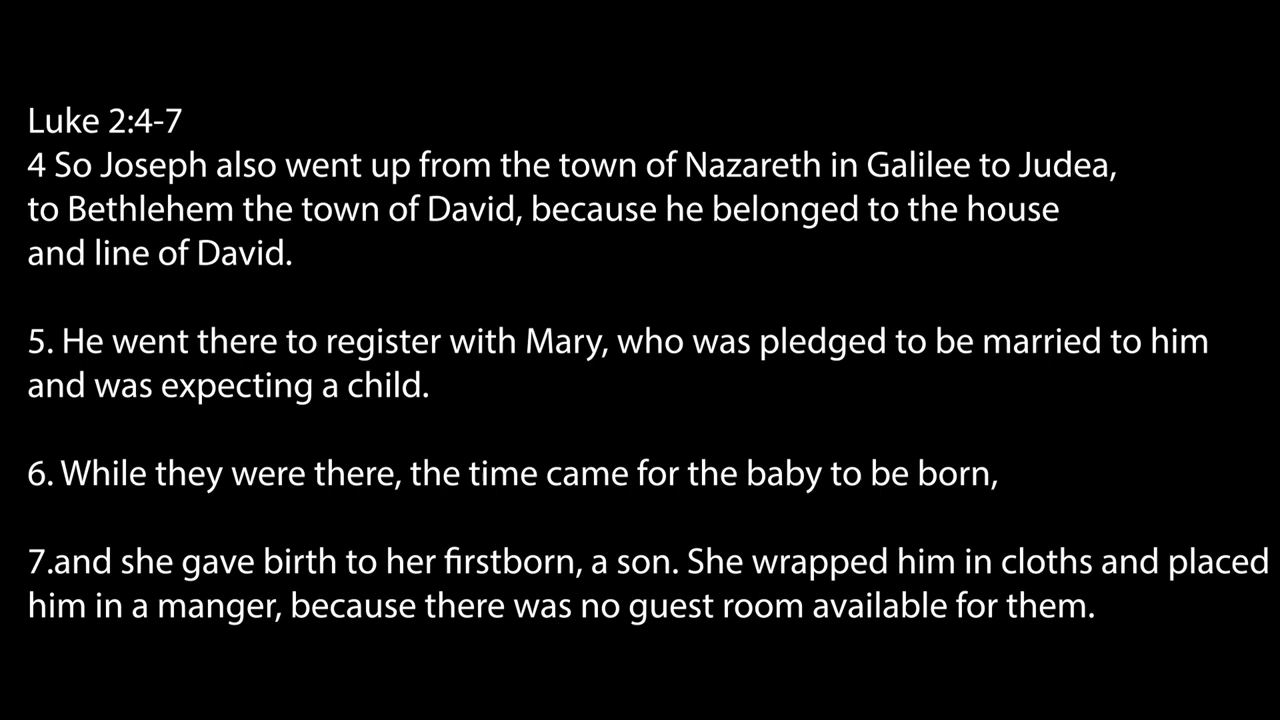 Luke 2:4-7
4 So Joseph also went up from the town of Nazareth in Galilee to Judea,
to Bethlehem the town of David, because he belonged to the house
and line of David.
5. He went there to register with Mary, who was pledged to be married to him
and was expecting a child.
6. While they were there, the time came for the baby to be born,
7.and she gave birth to her firstborn, a son. She wrapped him in cloths and placed
him in a manger, because there was no guest room available for them.